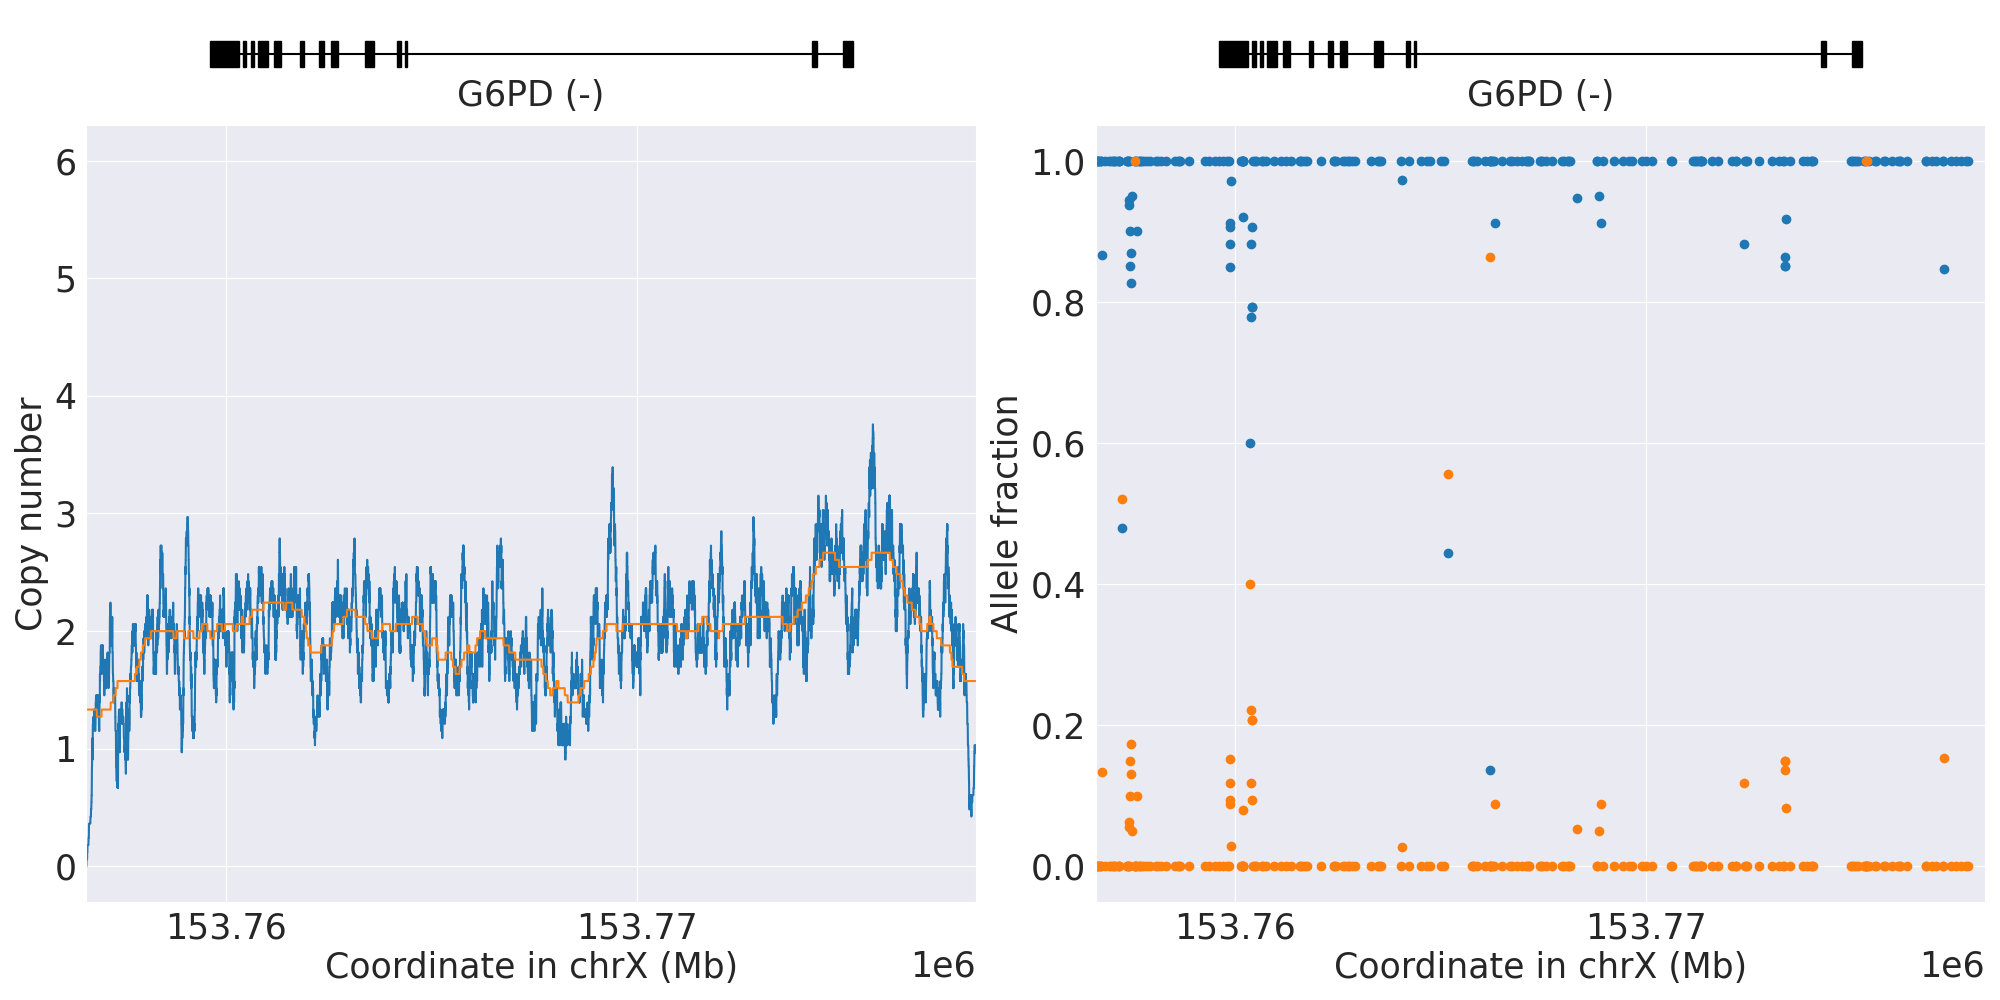 G6PD (-)
6
5
4
3
2
1
0
Copy number
153.76
153.77
Coordinate in chrX (Mb)
1e6
G6PD (-)
1.0
0.8
0.6
0.4
0.2
0.0
Allele fraction
153.76
153.77
Coordinate in chrX (Mb)
1e6